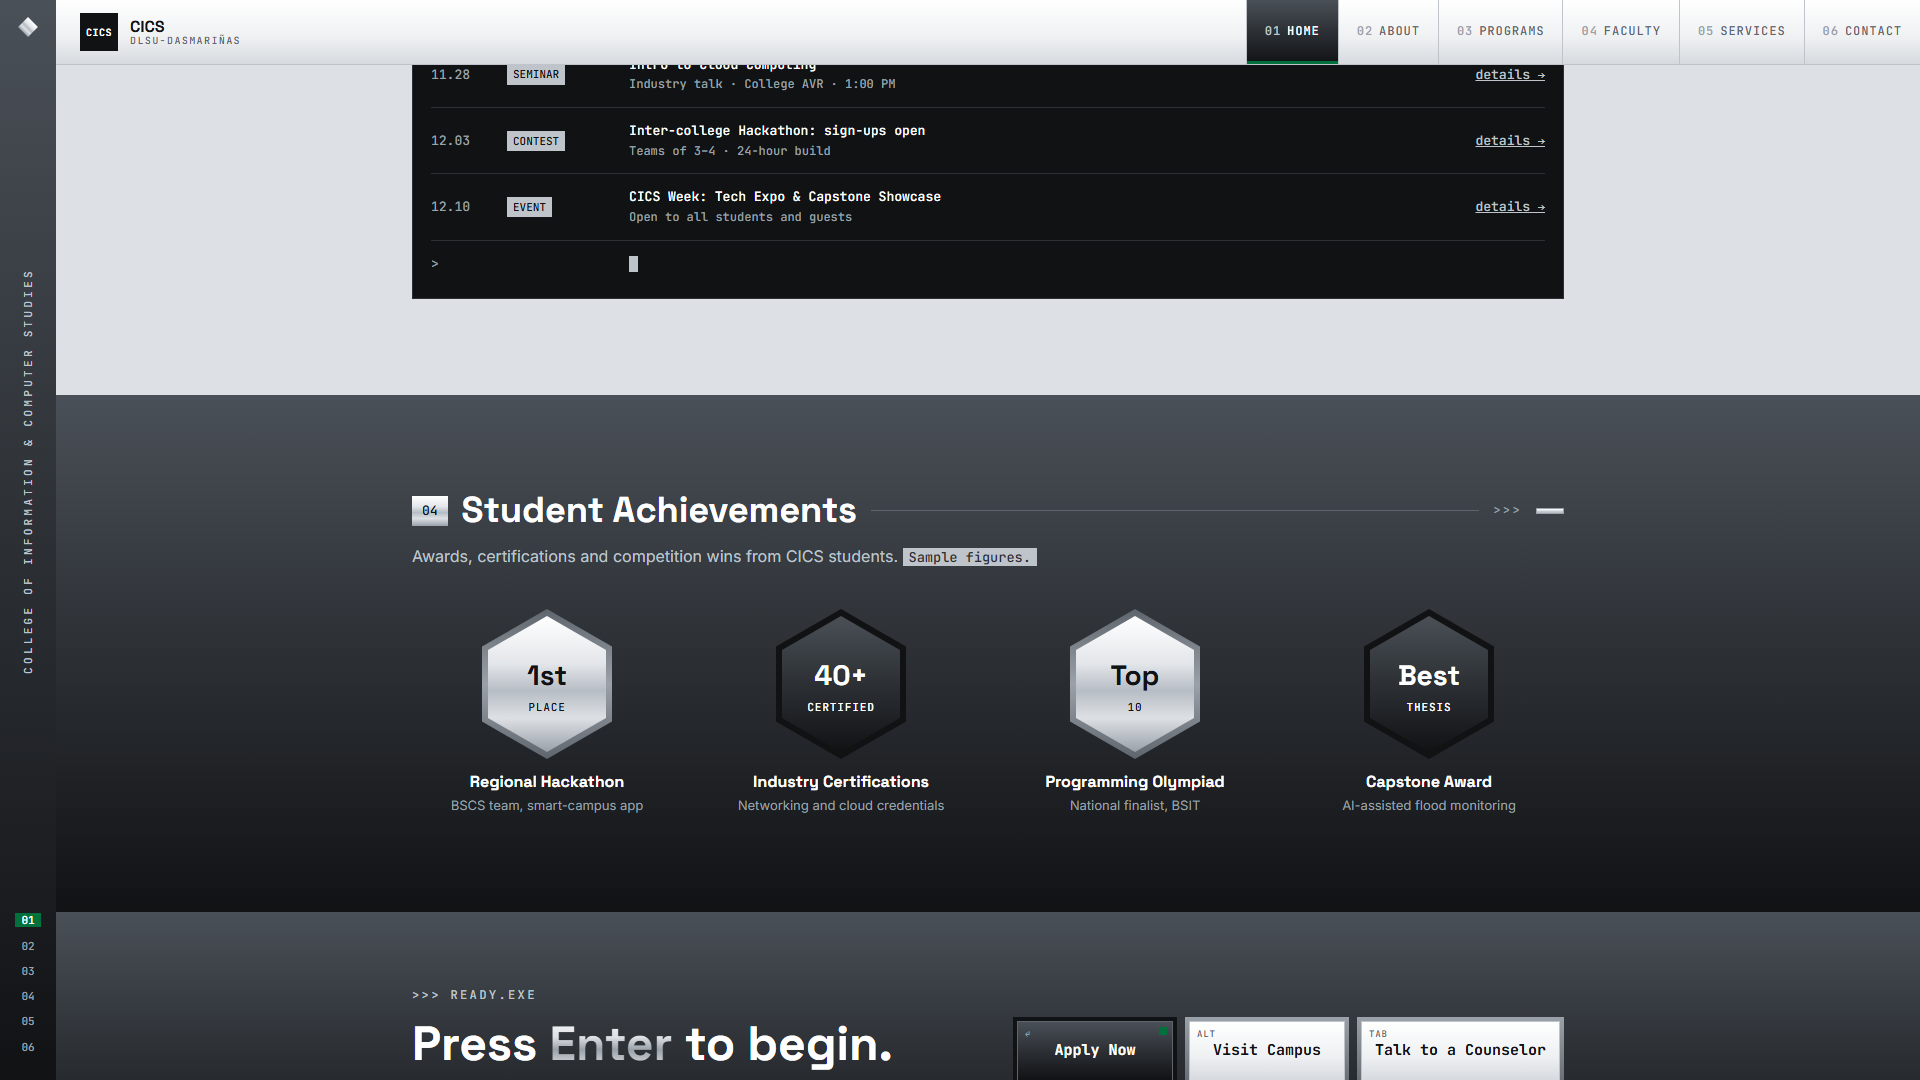 CICS
CICS
DLSU-DASMARIÑAS
01 HOME
02 ABOUT
03 PROGRAMS
04 FACULTY
05 SERVICES
06 CONTACT
COLLEGE OF INFORMATION & COMPUTER STUDIES
01
02
03
04
05
06
11.28
SEMINAR
Intro to Cloud Computing
Industry talk · College AVR · 1:00 PM
details →
12.03
CONTEST
Inter-college Hackathon: sign-ups open
Teams of 3–4 · 24-hour build
details →
12.10
EVENT
CICS Week: Tech Expo & Capstone Showcase
Open to all students and guests
details →
>
04 Student Achievements
>>>
Awards, certifications and competition wins from CICS students. Sample figures.
1st
PLACE
Regional Hackathon
BSCS team, smart-campus app
40+
CERTIFIED
Industry Certifications
Networking and cloud credentials
Top
10
Programming Olympiad
National finalist, BSIT
Best
THESIS
Capstone Award
AI-assisted flood monitoring
>>> READY.EXE
Press Enter to begin.
Apply Now
ALT
Visit Campus
TAB
Talk to a Counselor